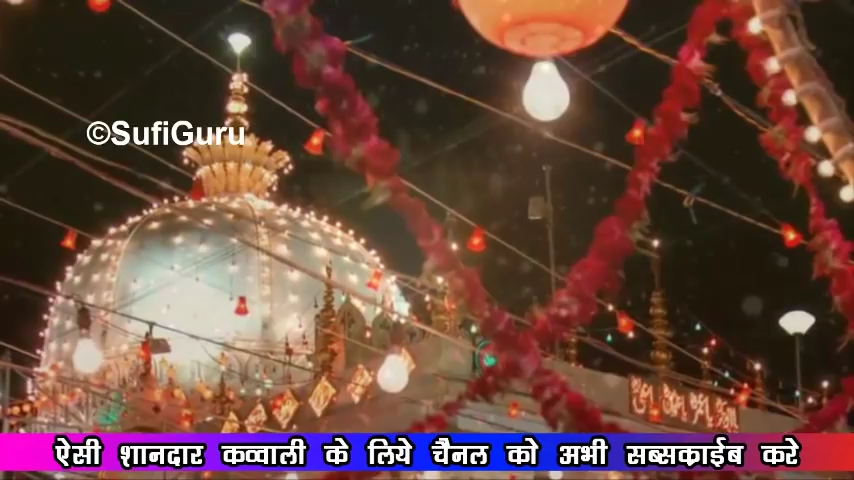 ©SufiGuru
ऐसी शानदार कव्वाली के लिये चैनल को अभी सब्सक्राईब करे